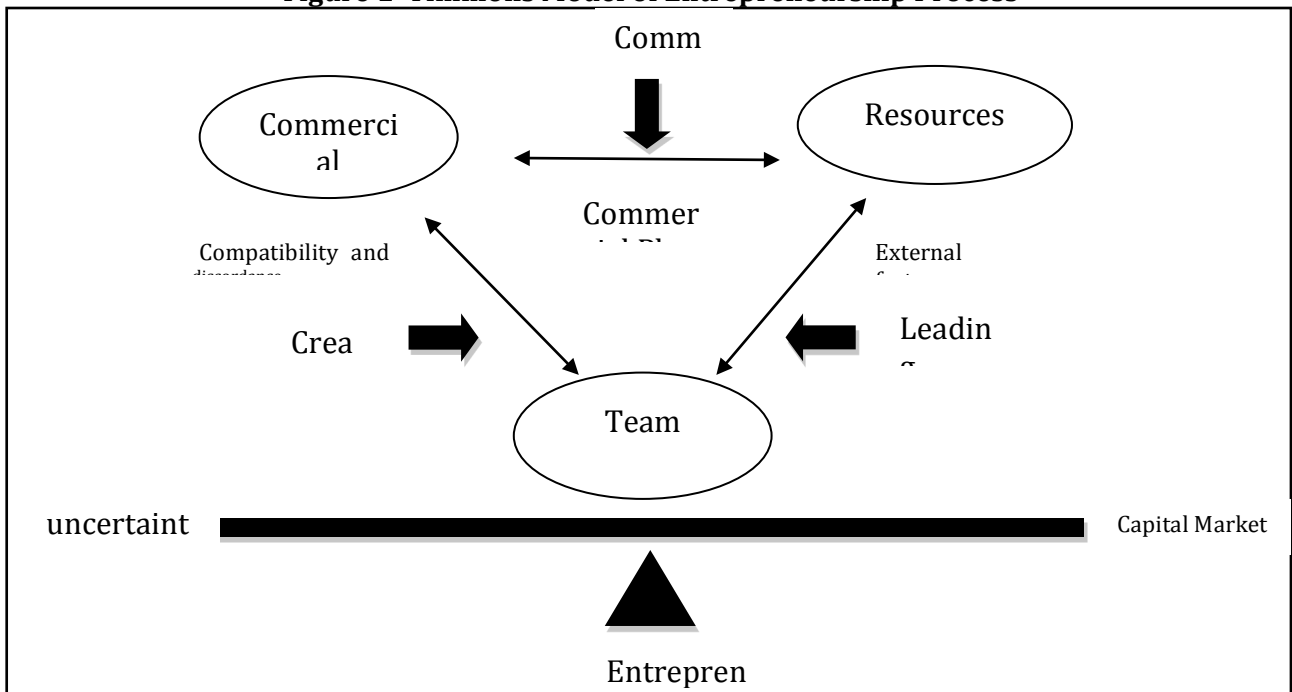 Comm
Commerci
al
Resources
Commer
Compatibility and
External
Crea
Leadin
Team
uncertaint
Capital Market
Entrepren